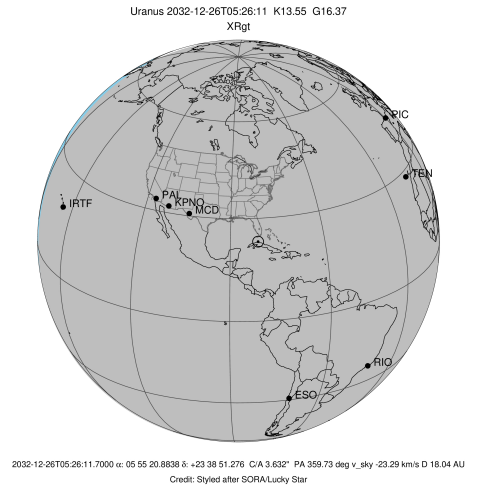 Uranus 2032-12-26T05:26:11 K13.55 G16.37
XRgt
PIC
TEN
IRTF
PAL
KPNO
MCD
RIO
ESO
2032-12-26T05:26:11.7000 α: 05 55 20.8838 δ: +23 38 51.276 C/A 3.632" PA 359.73 deg v_sky -23.29 km/s D 18.04 AU
Credit: Styled after SORA/Lucky Star